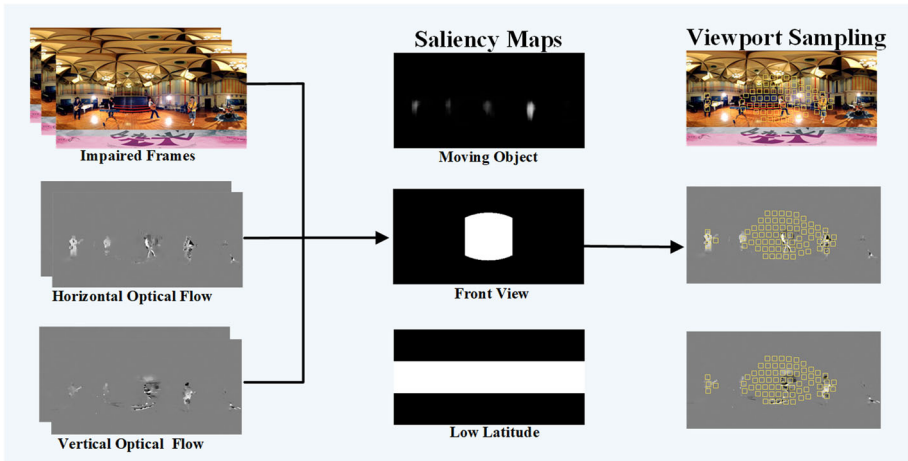 Saliency Maps
Viewport Sampling
Impaired Frames
Moving Object
Horizontal Optical Flow
Front View
Vertical Optical Flow
Low Latitude